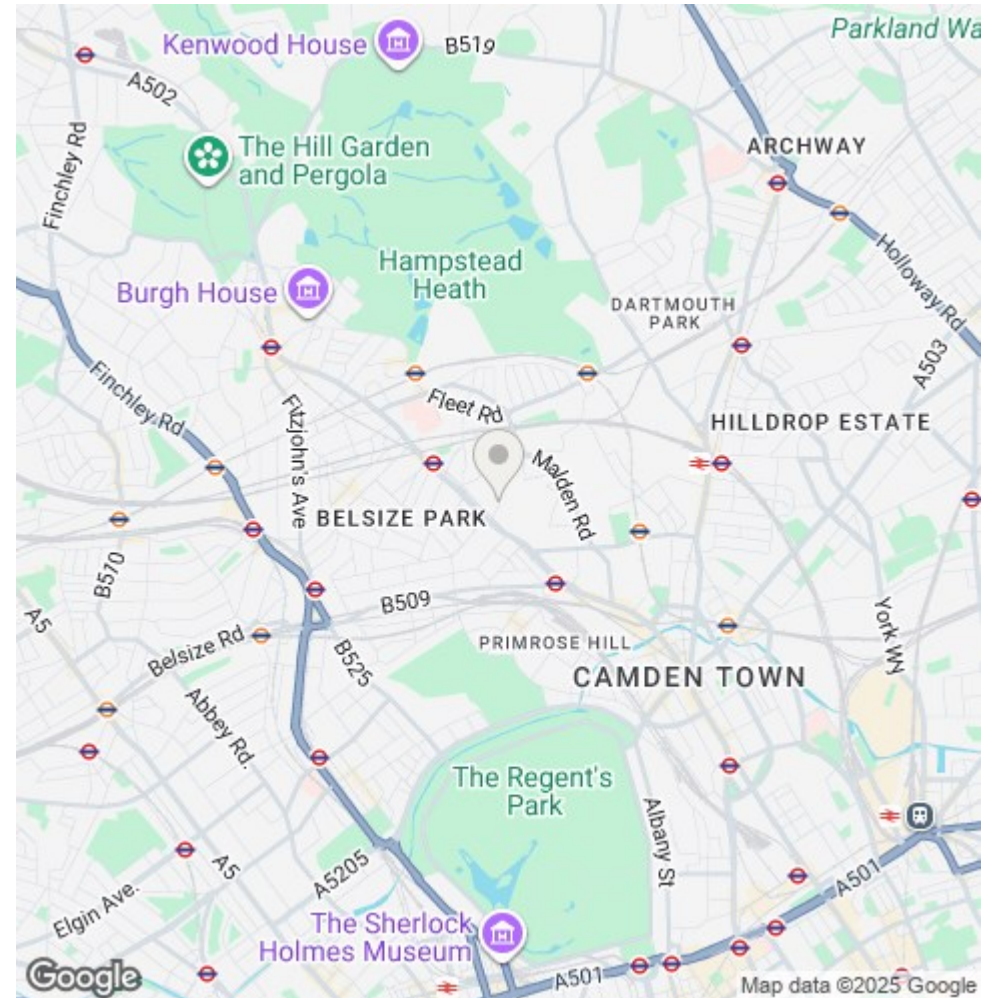 Parkland Wa
Kenwood House
B519
A502
Finchley Rd
The Hill Garden
and Pergola
ARCHWAY
Holloway Rd
Hampstead
Heath
Burgh House
DARTMOUTH
PARK
A503
Finchley Rd
Fitzjohn's Ave
Fleet Rd
HILLDROP ESTATE
Malden Rd
BELSIZE PARK
B510
B509
A5
Belsize Rd
B525
PRIMROSE HILL
York Wy
CAMDEN TOWN
Abbey Rd.
The Regent's
Park
Albany St
A5
A5205
Elgin Ave.
A501
The Sherlock
Holmes Museum
A501
Google
Map data ©2025 Google